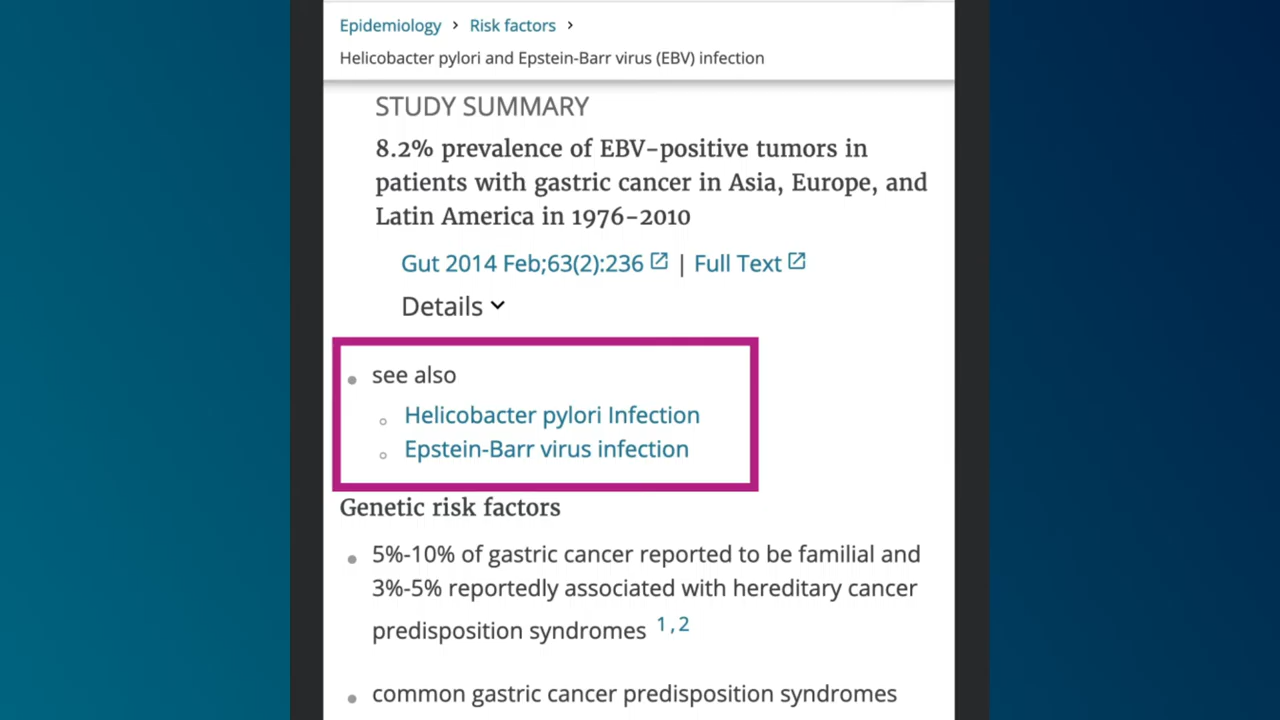 Epidemiology > Risk factors >
Helicobacter pylori and Epstein-Barr virus (EBV) infection
STUDY SUMMARY
8.2% prevalence of EBV-positive tumors in
patients with gastric cancer in Asia, Europe, and
Latin America in 1976-2010
Gut 2014 Feb;63(2):236 | Full Text
Details
see also
Helicobacter pylori Infection
Epstein-Barr virus infection
Genetic risk factors
5%-10% of gastric cancer reported to be familial and
3%-5% reportedly associated with hereditary cancer
predisposition syndromes 1,2
common gastric cancer predisposition syndromes